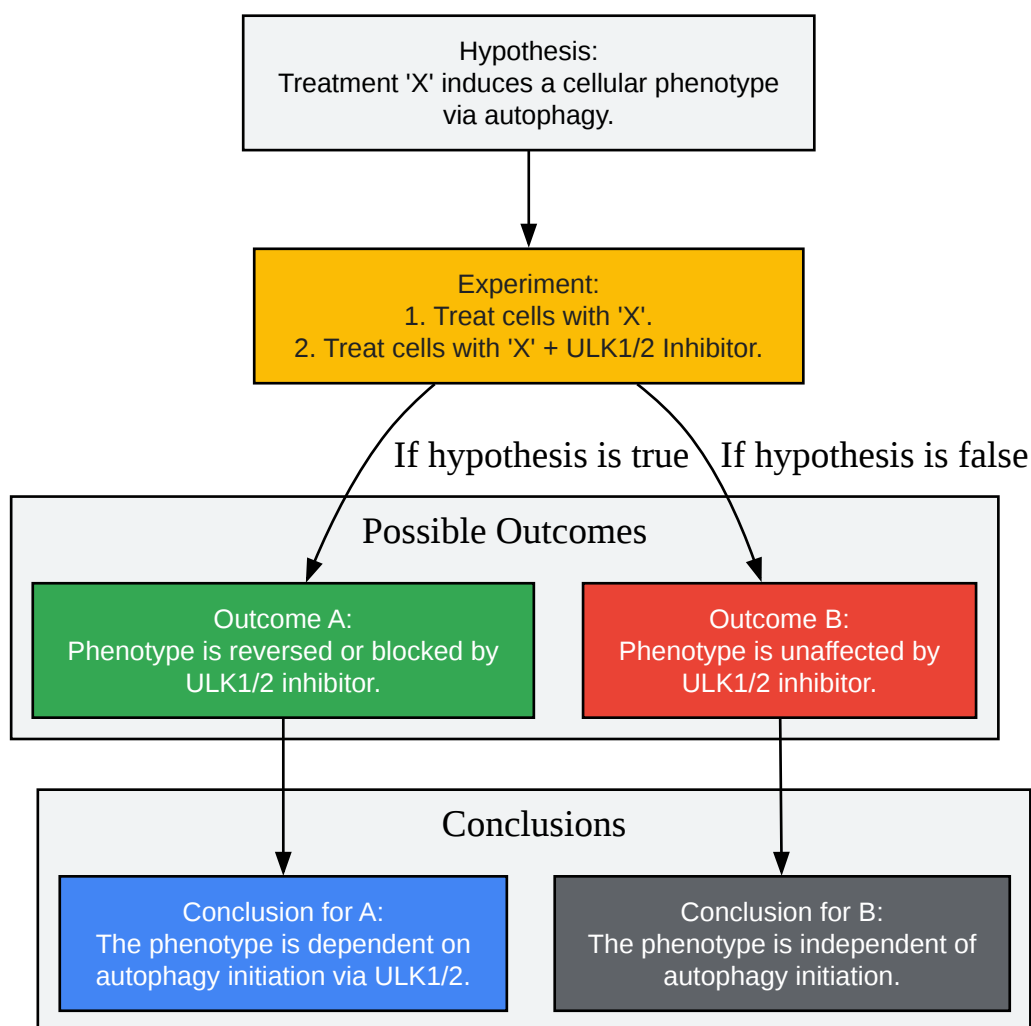 Hypothesis:
Treatment 'X' induces a cellular phenotype
via autophagy.
Experiment:
1. Treat cells with 'X'.
2. Treat cells with 'X' + ULK1/2 Inhibitor.
If hypothesis is true
If hypothesis is false
Possible Outcomes
Outcome A:
Phenotype is reversed or blocked by
ULK1/2 inhibitor.
Outcome B:
Phenotype is unaffected by
ULK1/2 inhibitor.
Conclusions
Conclusion for A:
The phenotype is dependent on
autophagy initiation via ULK1/2.
Conclusion for B:
The phenotype is independent of
autophagy initiation.